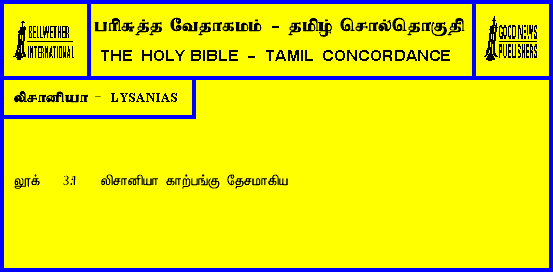 BELLWETHER
INTERNATIONAL
பரிசுத்த வேதாகமம் - தமிழ் சொல்தொகுதி
THE HOLY BIBLE - TAMIL CONCORDANCE
GOOD NEWS
PUBLISHERS
லிசானியா - LYSANIAS
லூக் 3:1 லிசானியா காற்பங்கு தேசமாகிய